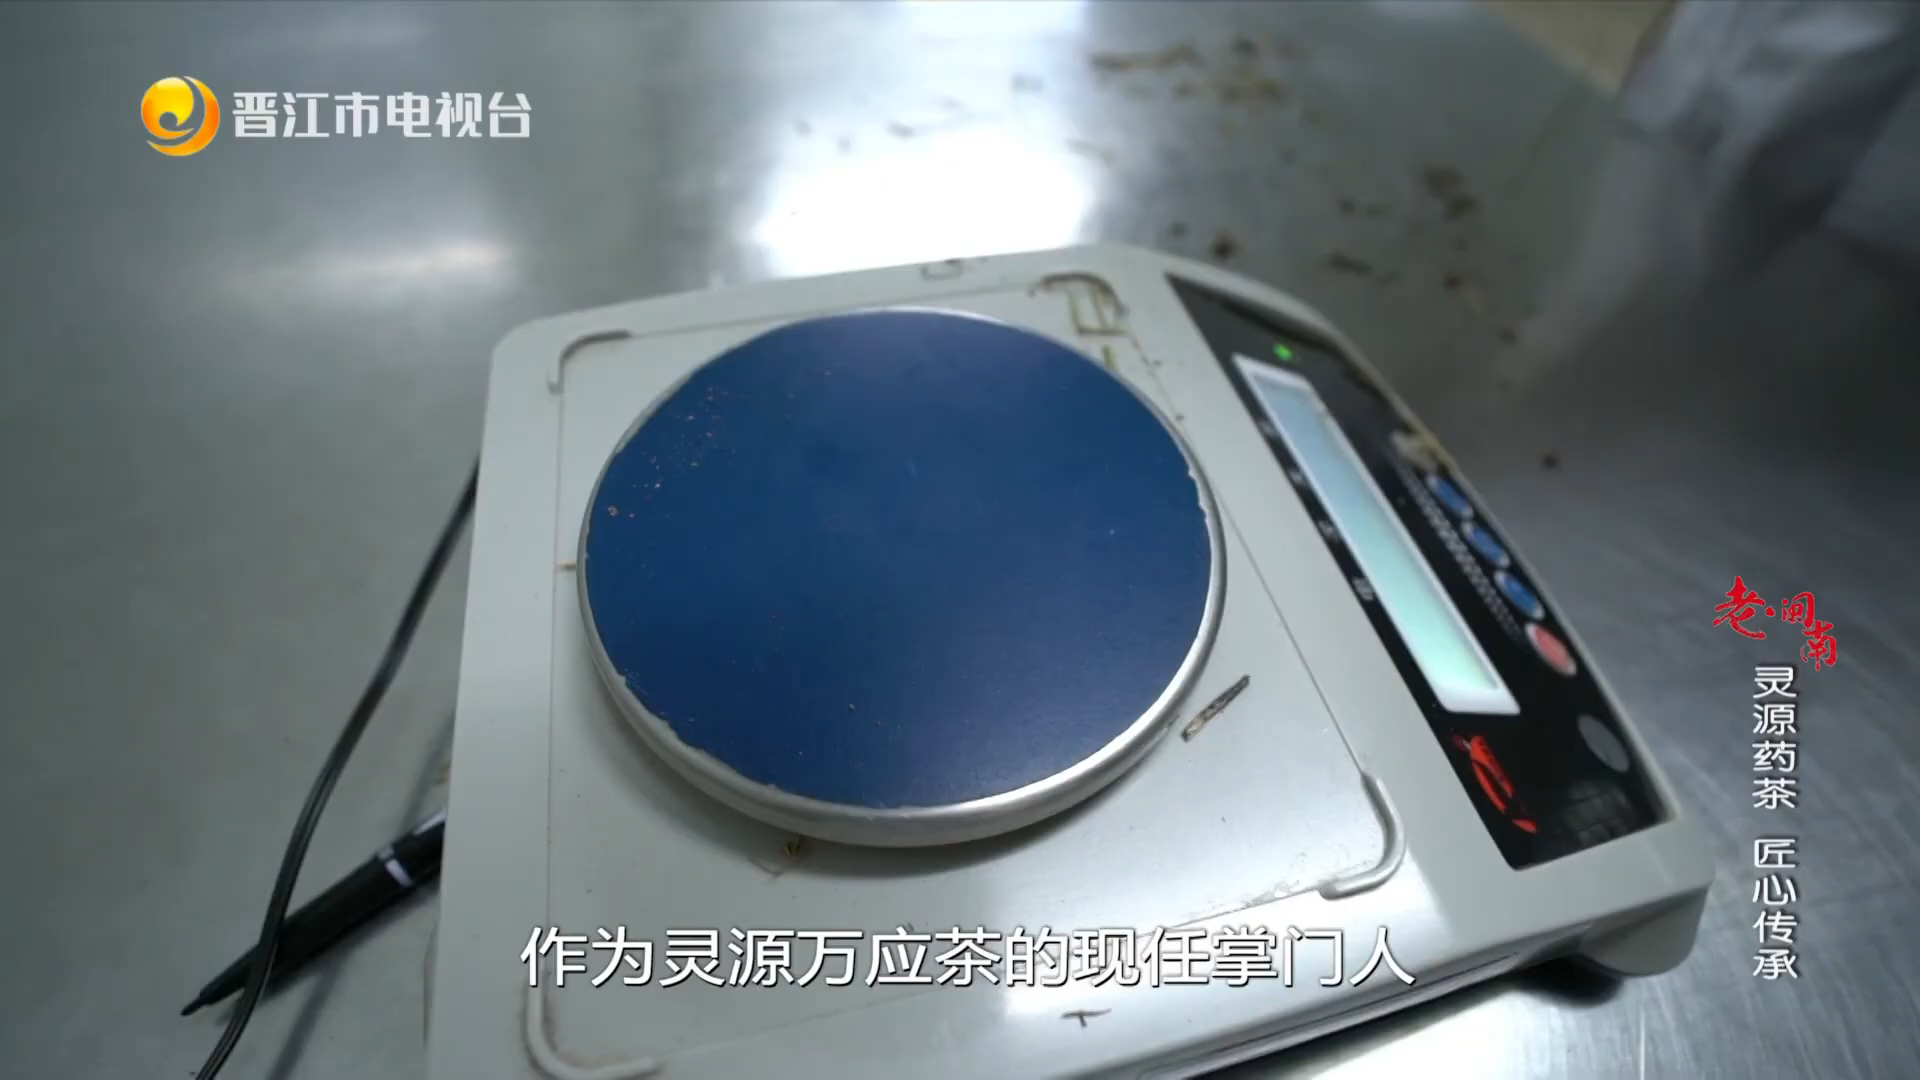 晋江市电视台
老·闽南
灵源药茶 匠心传承
作为灵源万应茶的现任掌门人